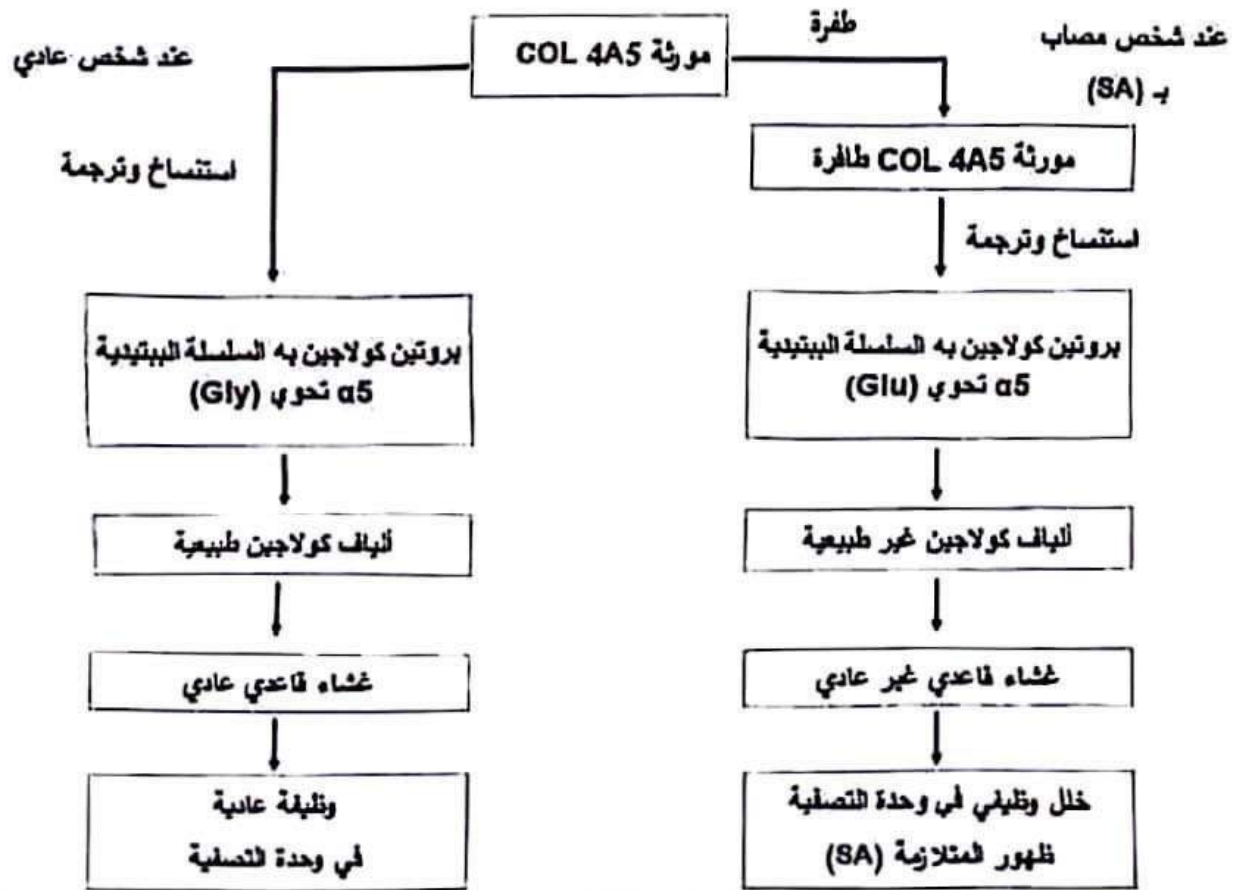 مورثة COL 4A5
طفرة
عند شخص مصاب
بـ (SA)
عند شخص عادي
مورثة COL 4A5 طافرة
استنساخ وترجمة
استنساخ وترجمة
بروتين كولاجين به السلسلة الببتيدية
α5 تحوي (Glu)
بروتين كولاجين به السلسلة الببتيدية
α5 تحوي (Gly)
ألياف كولاجين غير طبيعية
ألياف كولاجين طبيعية
غشاء قاعدي غير عادي
غشاء قاعدي عادي
خلل وظيفي في وحدة التصفية
ظهور المتلازمة (SA)
وظيفة عادية
في وحدة التصفية